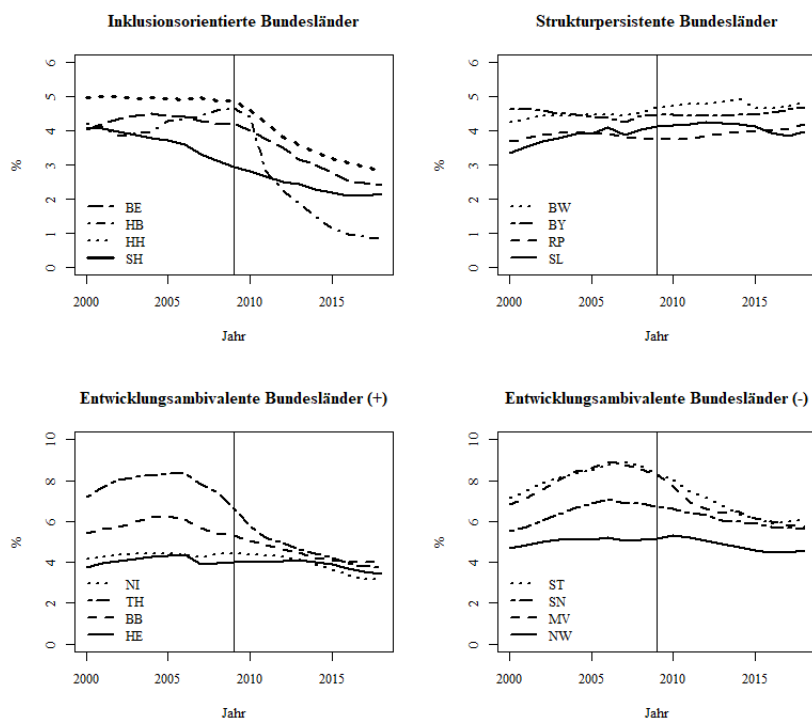 Inklusionsorientierte Bundesländer
6
5
4
3
2
1
0
%
BE
HB
HH
SH
2000
2005
2010
2015
Jahr
Strukturpersistente Bundesländer
6
5
4
3
2
1
0
%
BW
BY
RP
SL
2000
2005
2010
2015
Jahr
Entwicklungsambivalente Bundesländer (+)
10
8
6
4
2
0
%
NI
TH
BB
HE
2000
2005
2010
2015
Jahr
Entwicklungsambivalente Bundesländer (-)
10
8
6
4
2
0
%
ST
SN
MV
NW
2000
2005
2010
2015
Jahr